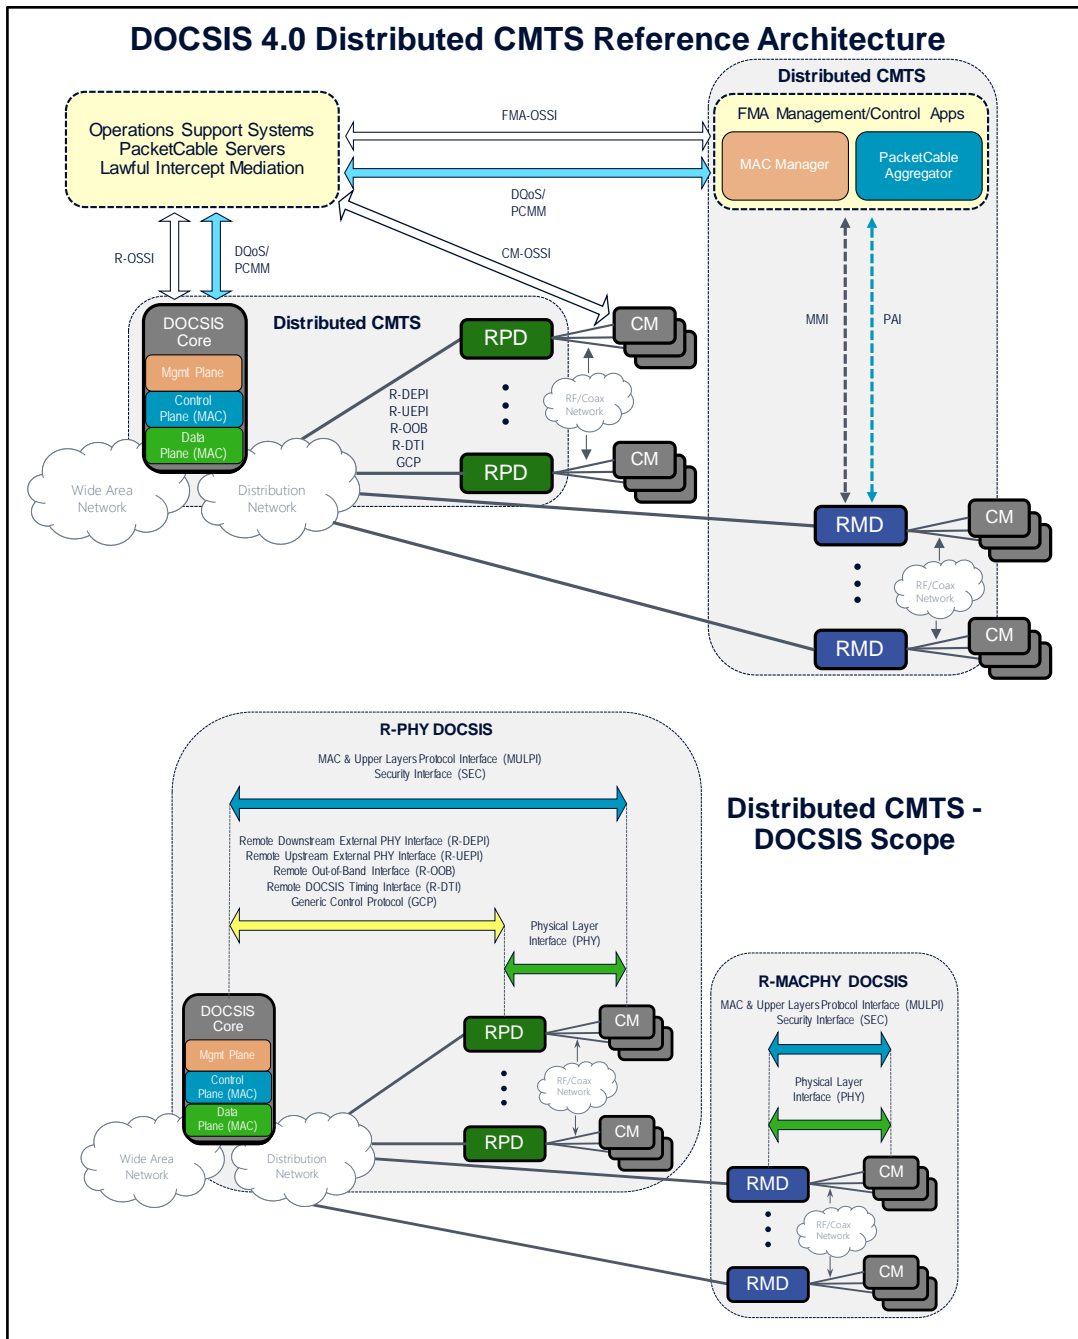 DOCSIS 4.0 Distributed CMTS Reference Architecture
Distributed CMTS
Operations Support Systems
PacketCable Servers
Lawful Intercept Mediation
FMA-OSSI
FMA Management/Control Apps
MAC Manager
PacketCable
Aggregator
DQoS/
PCMM
R-OSSI
DQoS/
PCMM
CM-OSSI
MMI
PAI
DOCSIS
Core
Mgmt Plane
Control
Plane (MAC)
Data
Plane (MAC)
Distributed CMTS
RPD
CM
R-DEPI
R-UEPI
R-OOB
R-DTI
GCP
RF/Coax
Network
RPD
CM
Wide Area
Network
Distribution
Network
RMD
CM
RF/Coax
Network
RMD
CM
R-PHY DOCSIS
MAC & Upper Layers Protocol Interface (MULPI)
Security Interface (SEC)
Distributed CMTS -
DOCSIS Scope
Remote Downstream External PHY Interface (R-DEPI)
Remote Upstream External PHY Interface (R-UEPI)
Remote Out-of-Band Interface (R-OOB)
Remote DOCSIS Timing Interface (R-DTI)
Generic Control Protocol (GCP)
Physical Layer
Interface (PHY)
DOCSIS
Core
Mgmt Plane
Control
Plane (MAC)
Data
Plane (MAC)
RPD
CM
RF/Coax
Network
RPD
CM
Wide Area
Network
Distribution
Network
R-MACPHY DOCSIS
MAC & Upper Layers Protocol Interface (MULPI)
Security Interface (SEC)
Physical Layer
Interface (PHY)
RMD
CM
RF/Coax
Network
RMD
CM